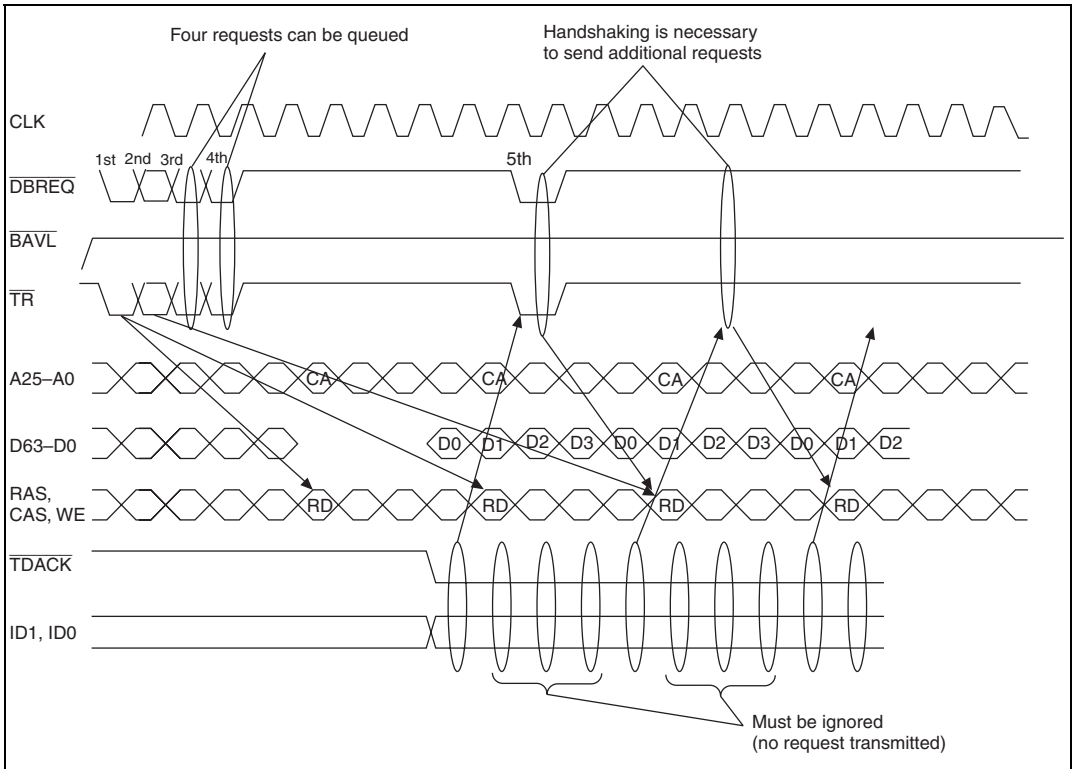 Four requests can be queued
Handshaking is necessary
to send additional requests
CLK
1st 2nd 3rd 4th 5th
DBREQ
BAVL
TR
A25–A0 CA CA CA CA
D63–D0 D0 D1 D2 D3 D0 D1 D2 D3 D0 D1 D2
RAS,
CAS, WE RD RD RD RD
TDACK
ID1, ID0
Must be ignored
(no request transmitted)